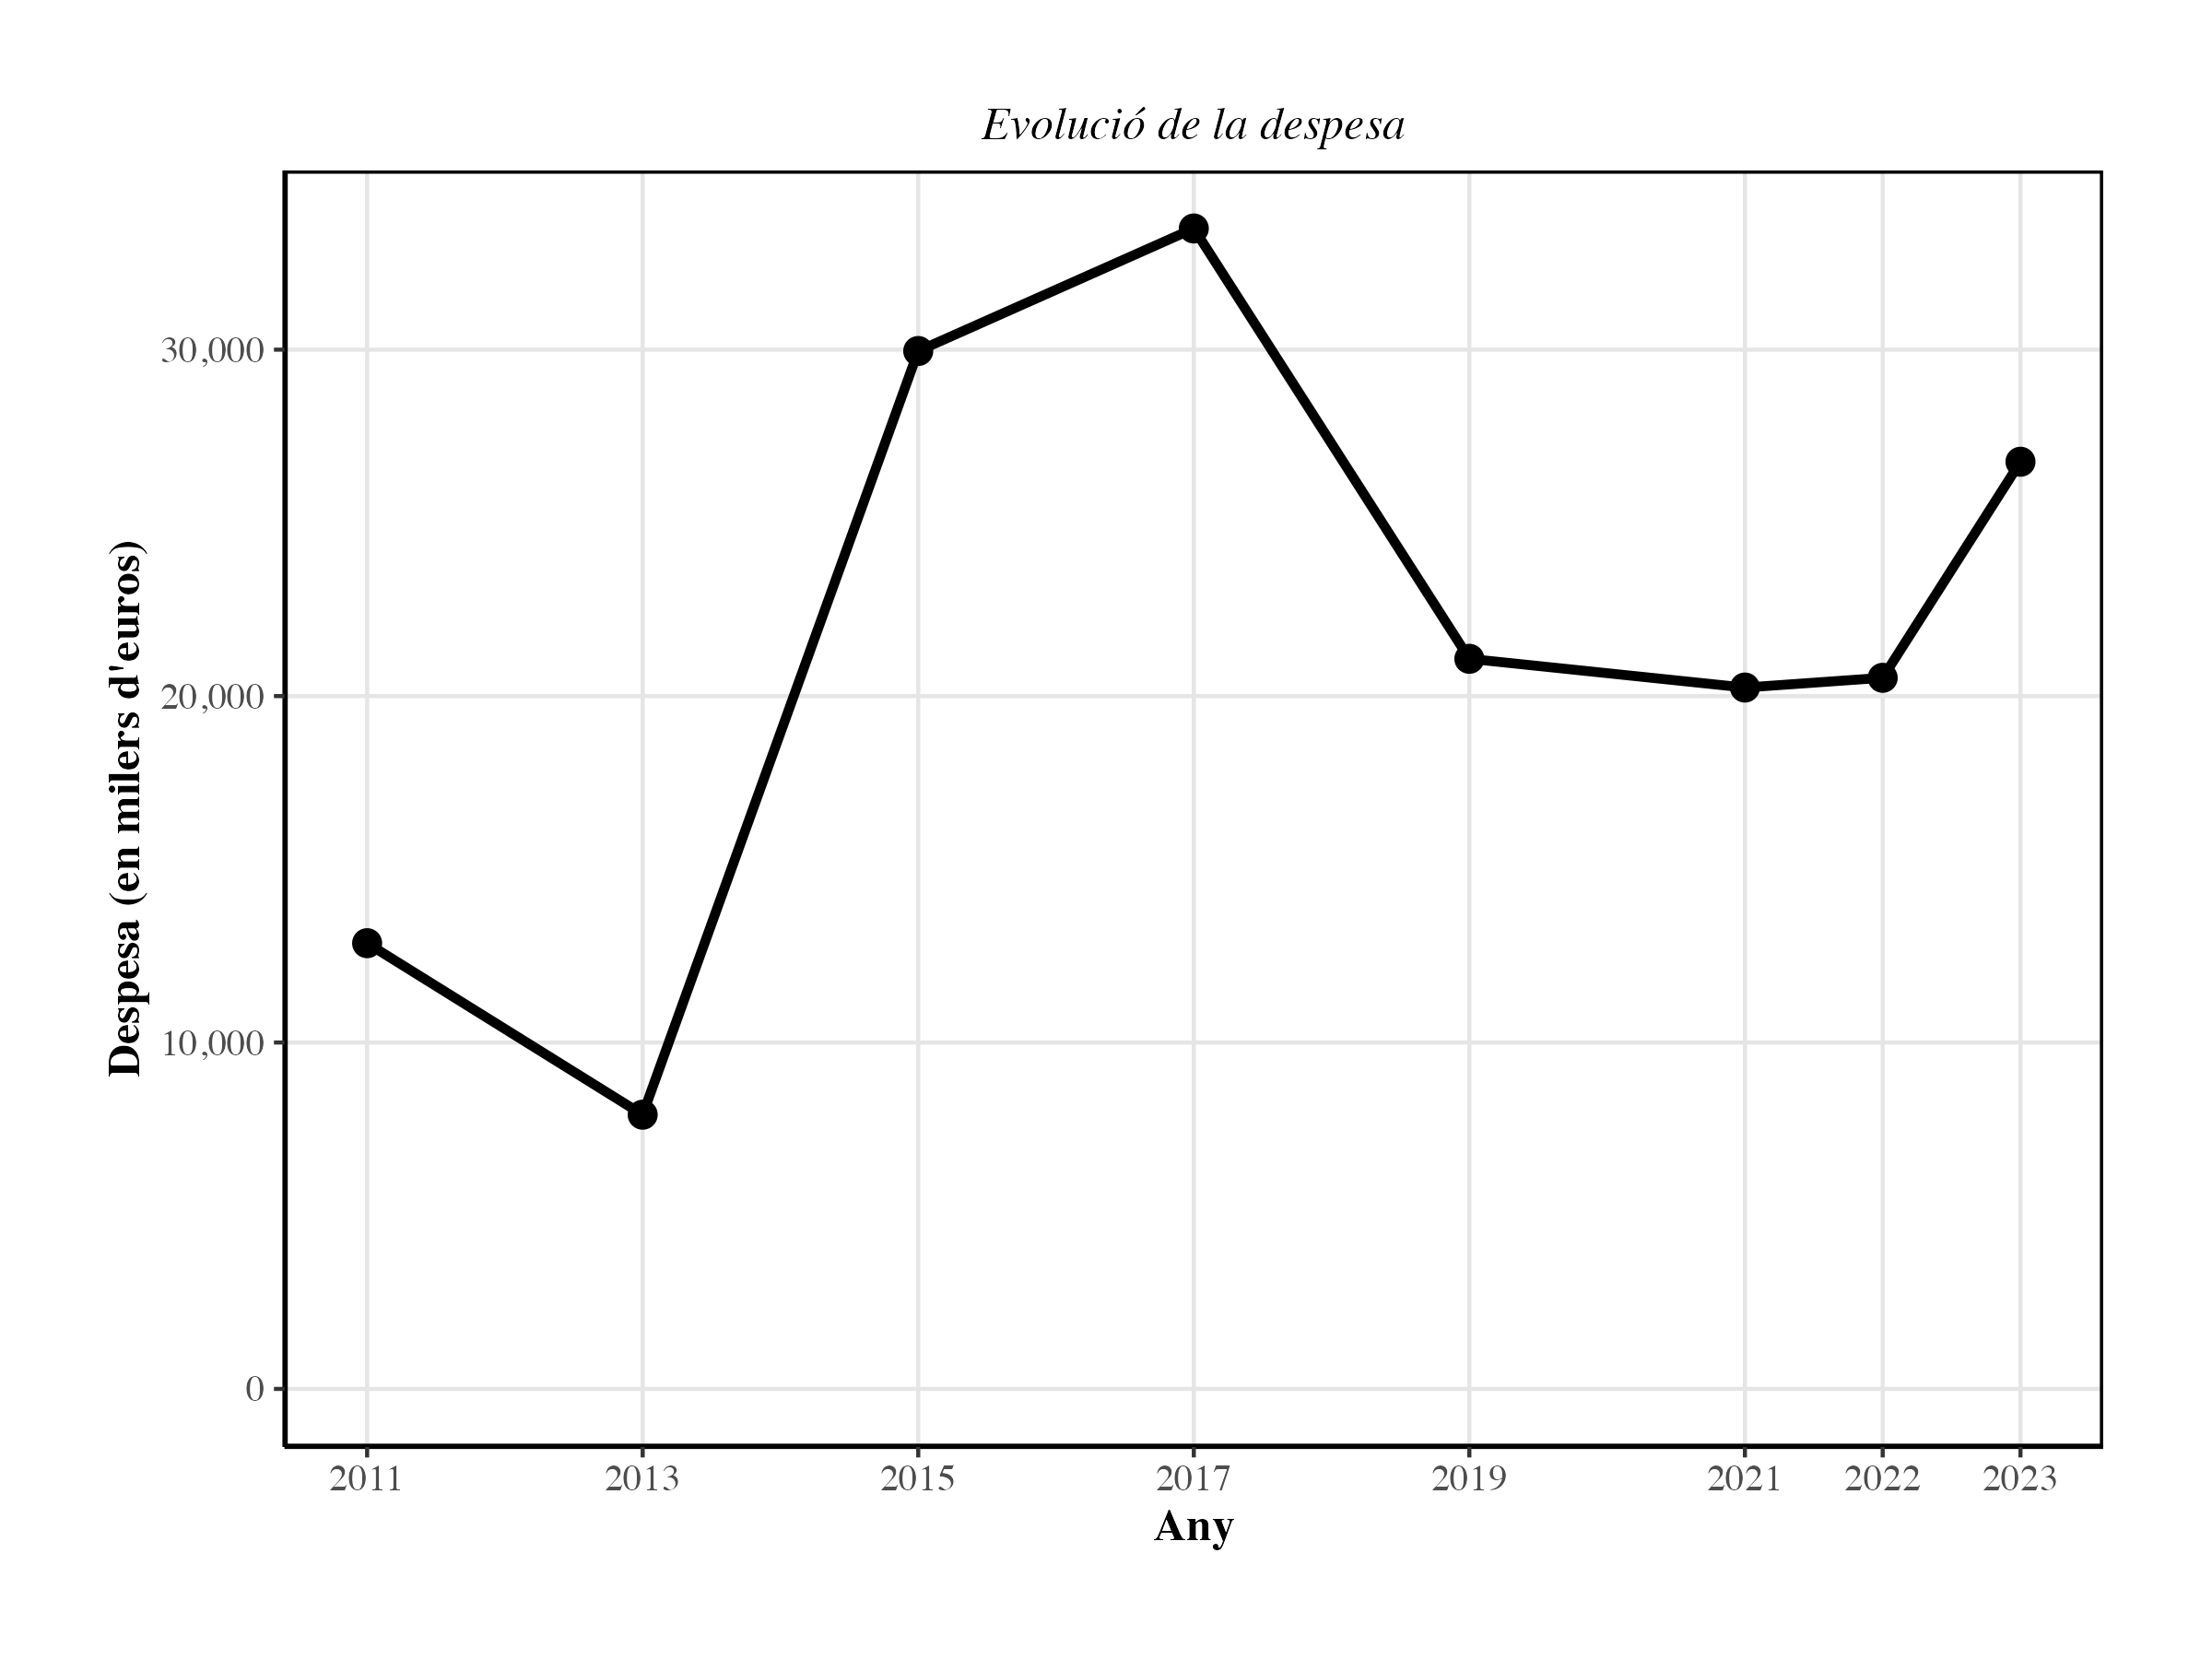 Evolució de la despesa
Despesa (en milers d'euros)
30,000
20,000
10,000
0
2011 2013 2015 2017 2019 2021 2022 2023
Any